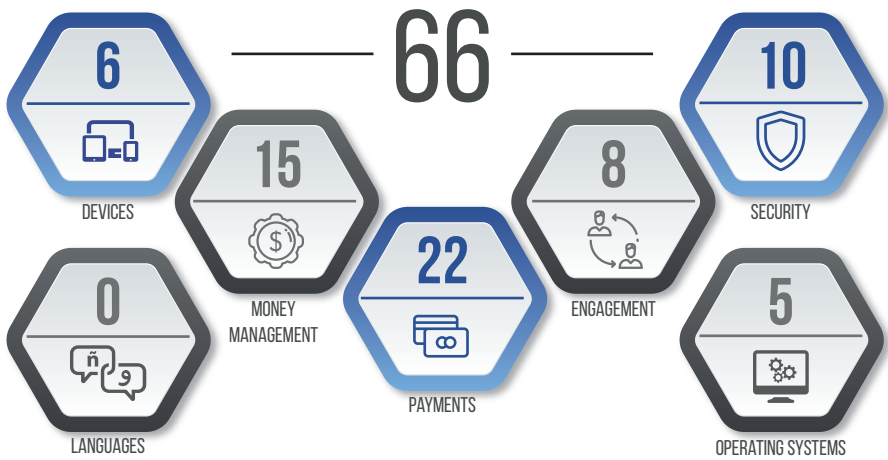 66
6
DEVICES
15
MONEY
MANAGEMENT
22
PAYMENTS
8
ENGAGEMENT
10
SECURITY
0
ñ
و
LANGUAGES
5
OPERATING SYSTEMS